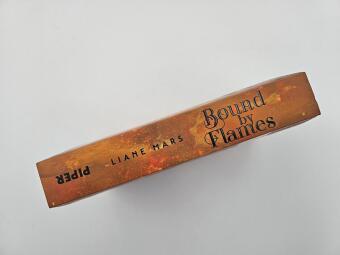 Bound
by
Flames
LIANE MARS
PIPER